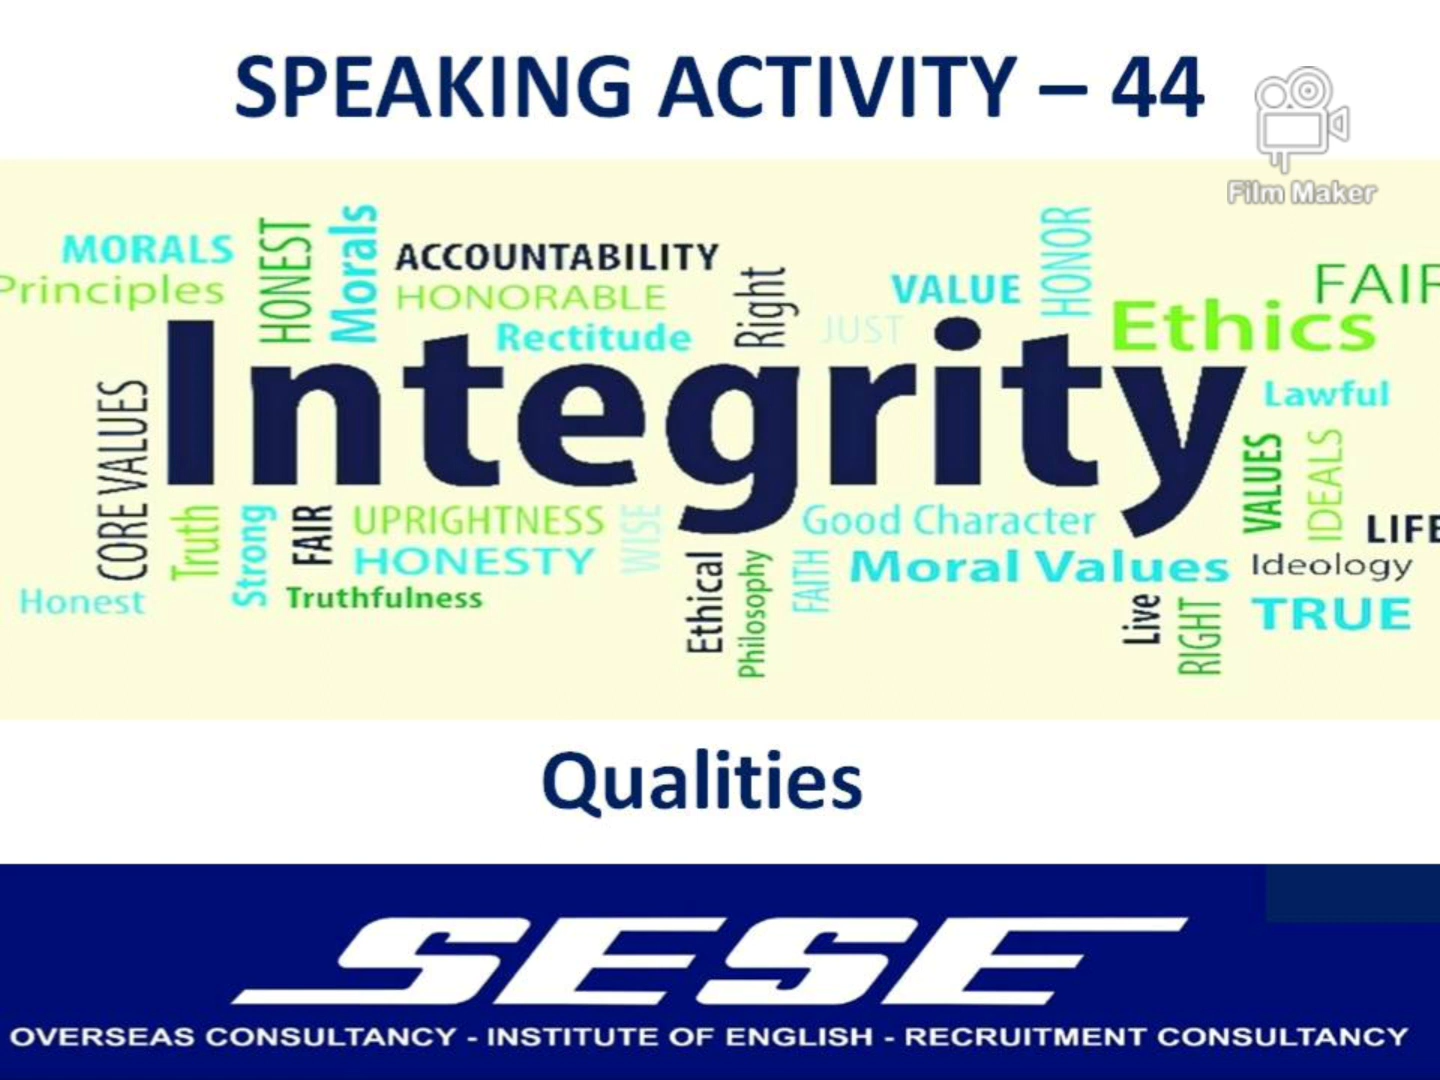 SPEAKING ACTIVITY – 44
Film Maker
MORALS
Principles
HONEST
Morals
ACCOUNTABILITY
HONORABLE
Rectitude
Right
JUST
VALUE
HONOR
Ethics
FAIR
Integrity
Lawful
CORE VALUES
Truth
Strong
FAIR
UPRIGHTNESS
HONESTY
Truthfulness
Honest
WISE
Ethical
Philosophy
FAITH
Good Character
Moral Values
VALUES
IDEALS
LIFE
Ideology
TRUE
Live
RIGHT
Qualities
SESE
OVERSEAS CONSULTANCY - INSTITUTE OF ENGLISH - RECRUITMENT CONSULTANCY